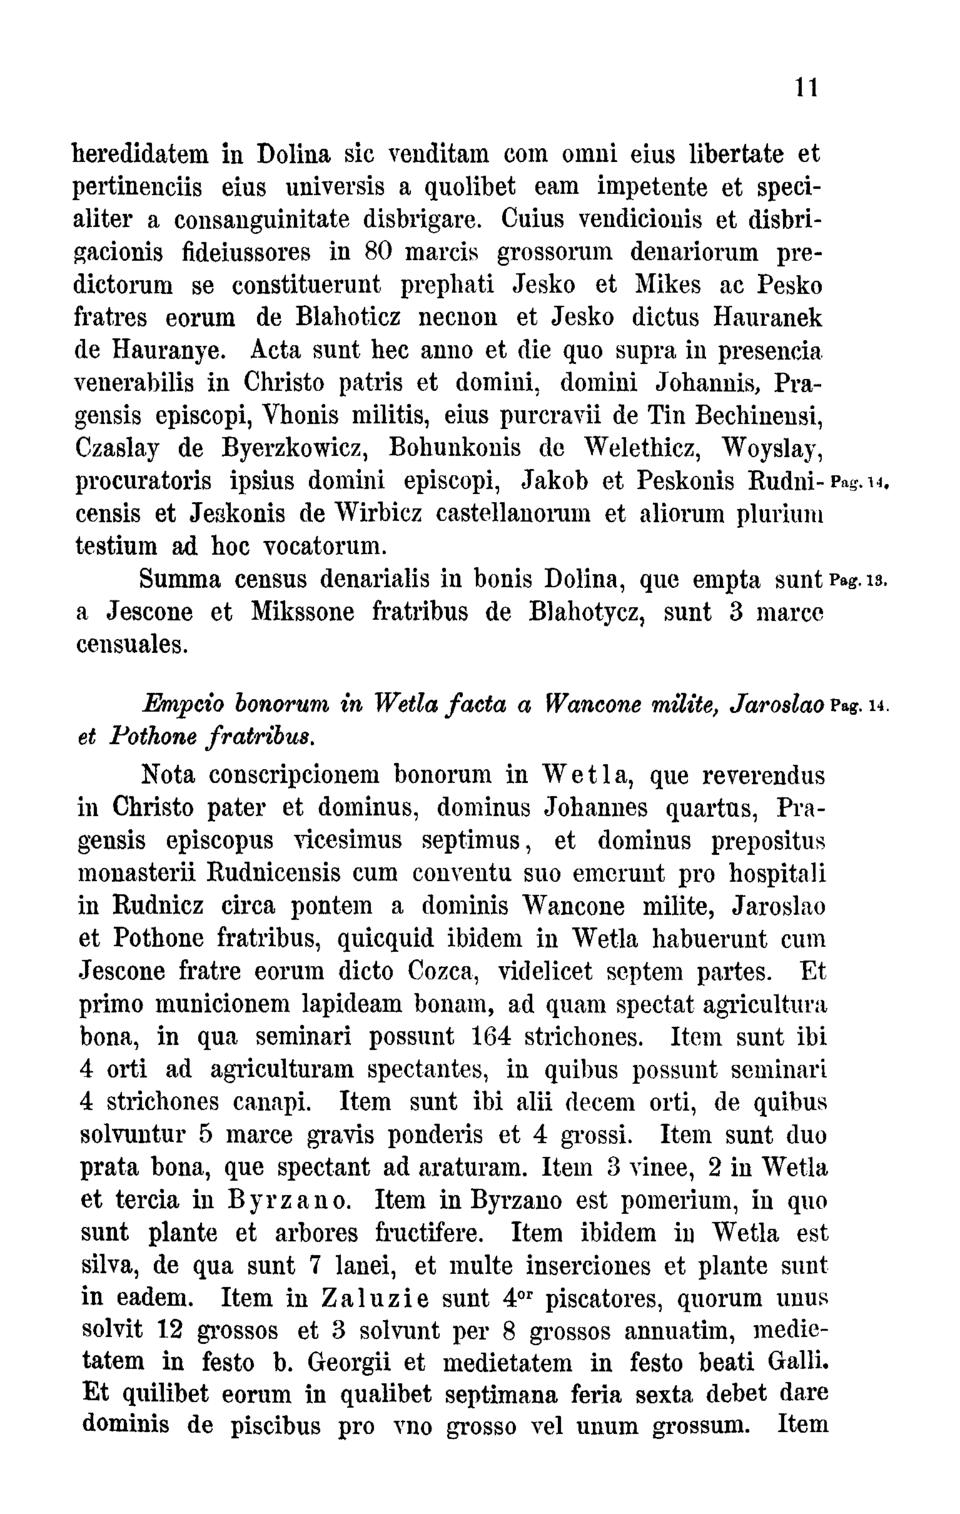 11
heredidatem in Dolina sic venditam com omni eius libertate et
pertinenciis eius universis a quolibet eam impetente et speci-
aliter a consanguinitate disbrigare. Cuius vendicionis et disbri-
gacionis fideiussores in 80 marcis grossorum denariorum pre-
dictorum se constituerunt prephati Jesko et Mikes ac Pesko
fratres eorum de Blahoticz necnon et Jesko dictus Hauranek
de Hauranye. Acta sunt hec anno et die quo supra in presencia
venerabilis in Christo patris et domini, domini Johannis, Pra-
gensis episcopi, Vhonis militis, eius purcravii de Tin Bechinensi,
Czaslay de Byerzkowicz, Bohunkonis de Welethicz, Woyslay,
procuratoris ipsius domini episcopi, Jakob et Peskonis Rudni- Pag. 14.
censis et Jeskonis de Wirbicz castellanorum et aliorum plurium
testium ad hoc vocatorum.
Summa census denarialis in bonis Dolina, que empta sunt Pag. 13.
a Jescone et Mikssone fratribus de Blahotycz, sunt 3 marce
censuales.
Empcio bonorum in Wetla facta a Wancone milite, Jaroslao Pag. 14.
et Pothone fratribus.
Nota conscripcionem bonorum in Wetla, que reverendus
in Christo pater et dominus, dominus Johannes quartus, Pra-
gensis episcopus vicesimus septimus, et dominus prepositus
monasterii Rudnicensis cum conventu suo emerunt pro hospitali
in Rudnicz circa pontem a dominis Wancone milite, Jaroslao
et Pothone fratribus, quicquid ibidem in Wetla habuerunt cum
Jescone fratre eorum dicto Cozca, videlicet septem partes. Et
primo municionem lapideam bonam, ad quam spectat agricultura
bona, in qua seminari possunt 164 strichones. Item sunt ibi
4 orti ad agriculturam spectantes, in quibus possunt seminari
4 strichones canapi. Item sunt ibi alii decem orti, de quibus
solvuntur 5 marce gravis ponderis et 4 grossi. Item sunt duo
prata bona, que spectant ad araturam. Item 3 vinee, 2 in Wetla
et tercia in Byrzano. Item in Byrzano est pomerium, in quo
sunt plante et arbores fructifere. Item ibidem in Wetla est
silva, de qua sunt 7 lanei, et multe inserciones et plante sunt
in eadem. Item in Zaluzie sunt 4or piscatores, quorum unus
solvit 12 grossos et 3 solvunt per 8 grossos annuatim, medie-
tatem in festo b. Georgii et medietatem in festo beati Galli.
Et quilibet eorum in qualibet septimana feria sexta debet dare
dominis de piscibus pro vno grosso vel unum grossum. Item